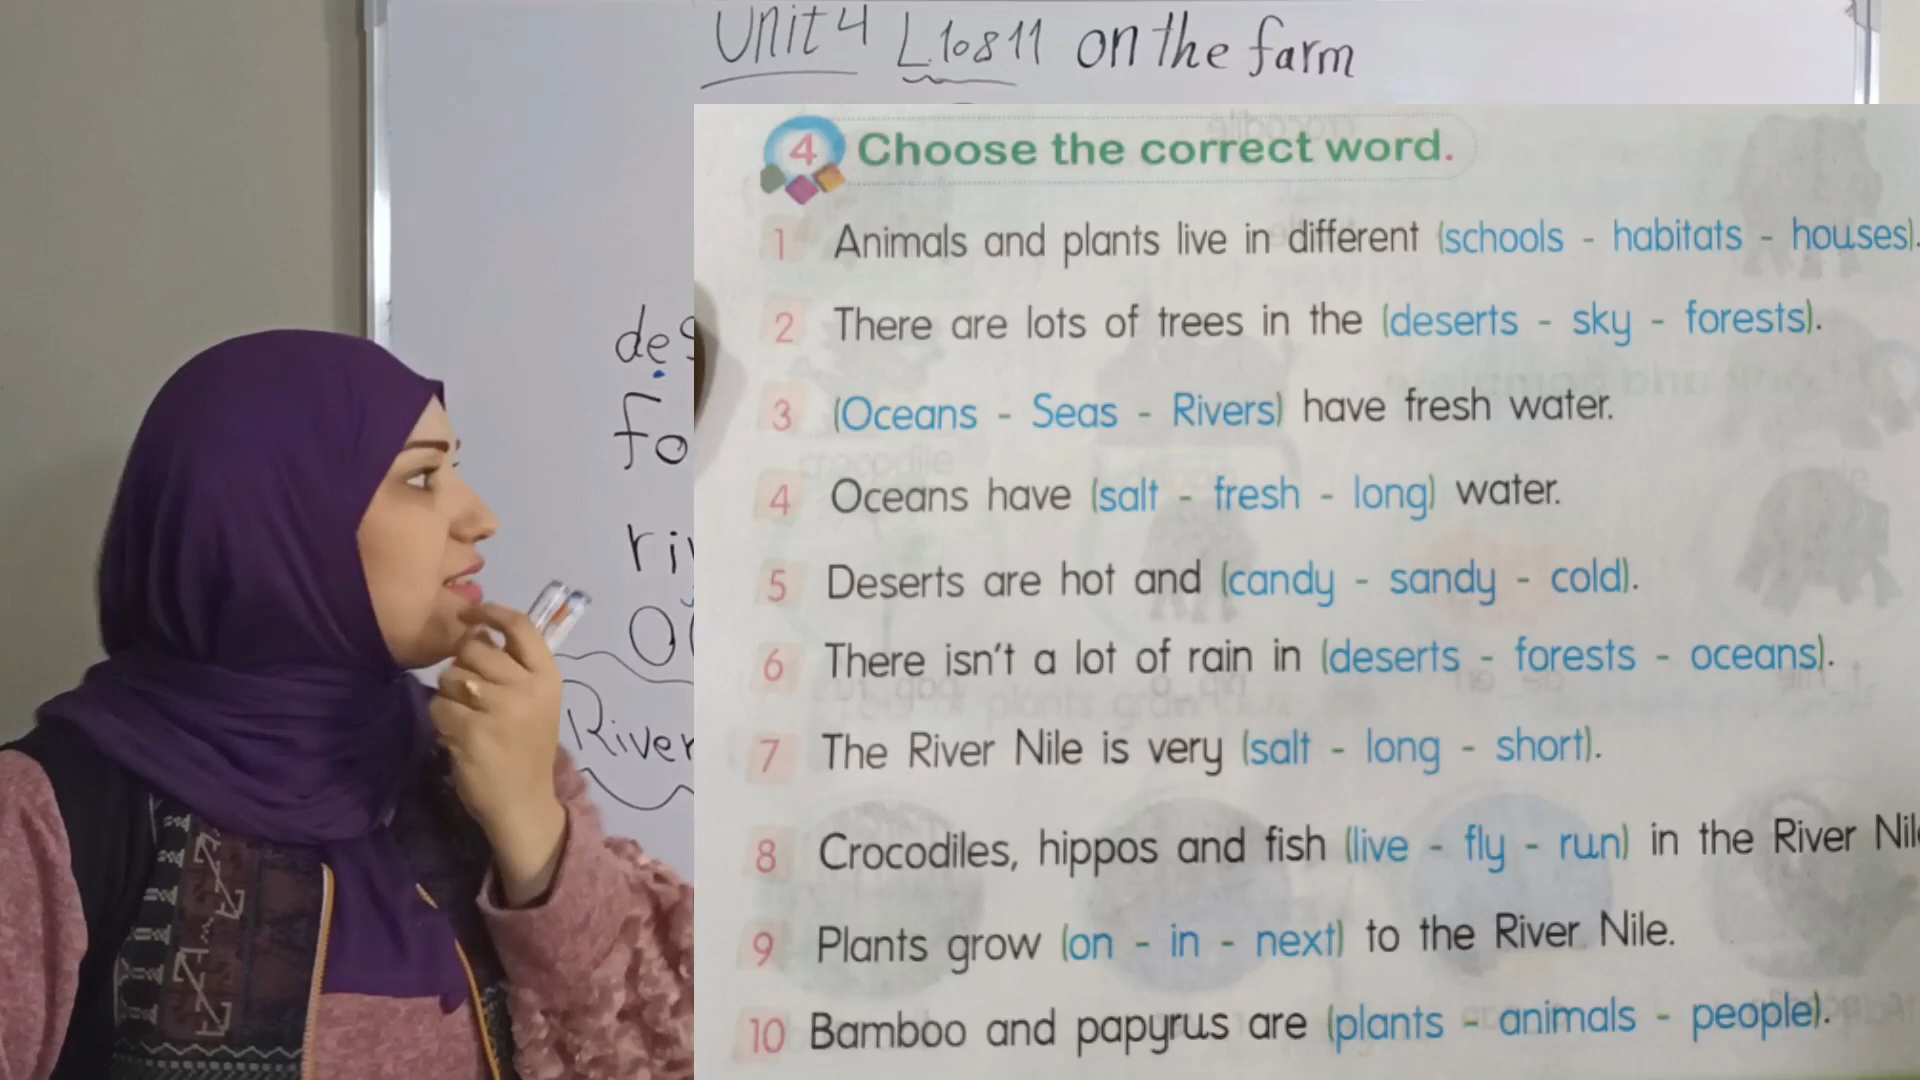 Unit 4 L10&11 on the farm
4 Choose the correct word.
1 Animals and plants live in different (schools - habitats - houses).
2 There are lots of trees in the (deserts - sky - forests).
3 (Oceans - Seas - Rivers) have fresh water.
4 Oceans have (salt - fresh - long) water.
5 Deserts are hot and (candy - sandy - cold).
6 There isn't a lot of rain in (deserts - forests - oceans).
7 The River Nile is very (salt - long - short).
8 Crocodiles, hippos and fish (live - fly - run) in the River Nil
9 Plants grow (on - in - next) to the River Nile.
10 Bamboo and papyrus are (plants - animals - people).
des
fo
riv
River